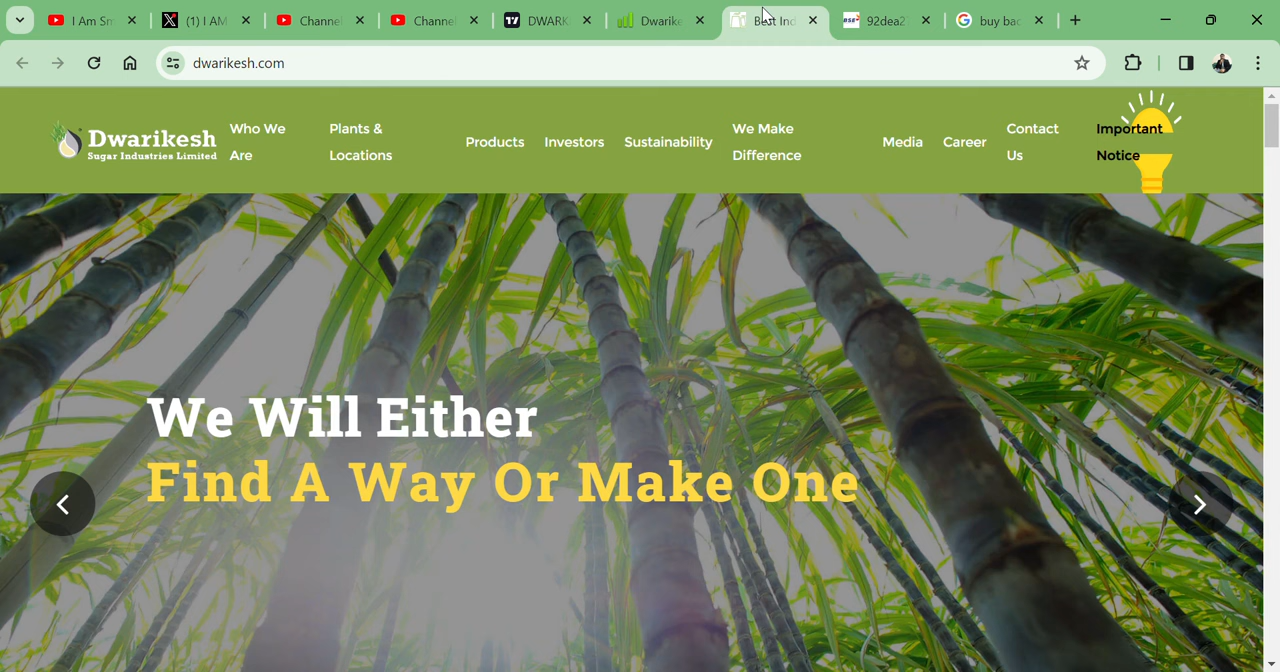 I Am Sm
(1) I AM
Channel
Channel
DWARK
Dwarike
Best Ind
92dea2
buy bac
dwarikesh.com
Dwarikesh
Sugar Industries Limited
Who We
Are
Plants &
Locations
Products
Investors
Sustainability
We Make
Difference
Media
Career
Contact
Us
Important
Notice
We Will Either
Find A Way Or Make One